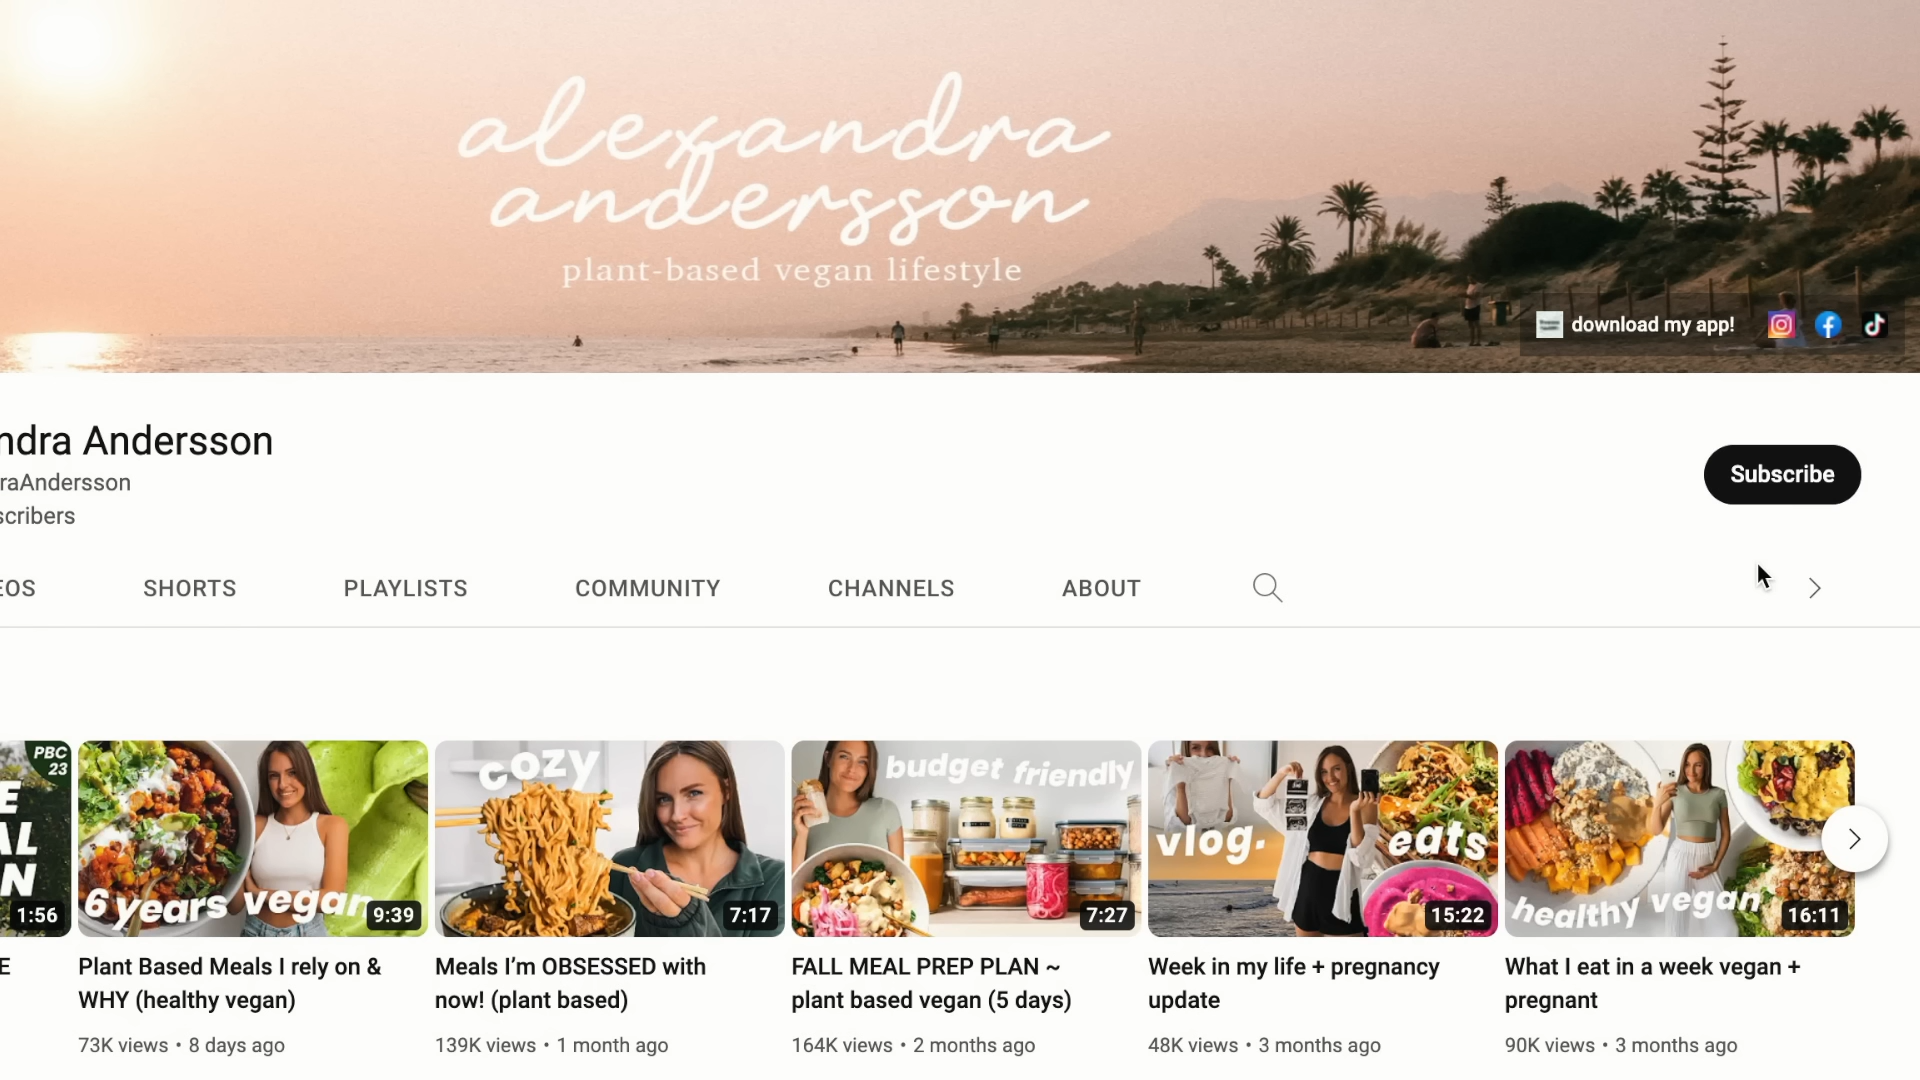 alexandra
andersson
plant-based vegan lifestyle
download my app!
ndra Andersson
raAndersson
scribers
Subscribe
EOS
SHORTS
PLAYLISTS
COMMUNITY
CHANNELS
ABOUT
PBC
23
E
AL
N
1:56
6 years vegan
9:39
cozy
7:17
budget friendly
7:27
vlog.
eats
15:22
healthy vegan
16:11
E
Plant Based Meals I rely on &
WHY (healthy vegan)
73K views • 8 days ago
Meals I’m OBSESSED with
now! (plant based)
139K views • 1 month ago
FALL MEAL PREP PLAN ~
plant based vegan (5 days)
164K views • 2 months ago
Week in my life + pregnancy
update
48K views • 3 months ago
What I eat in a week vegan +
pregnant
90K views • 3 months ago